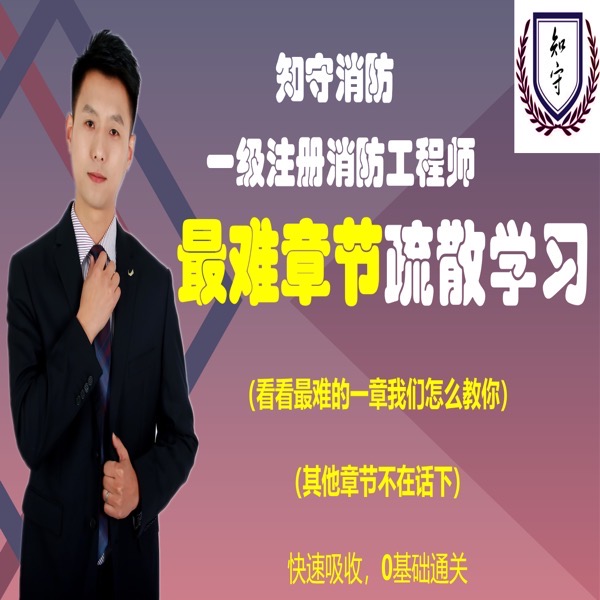 知守
知守消防
一级注册消防工程师
最难章节疏散学习
(看看最难的一章我们怎么教你)
(其他章节不在话下)
快速吸收，0基础通关